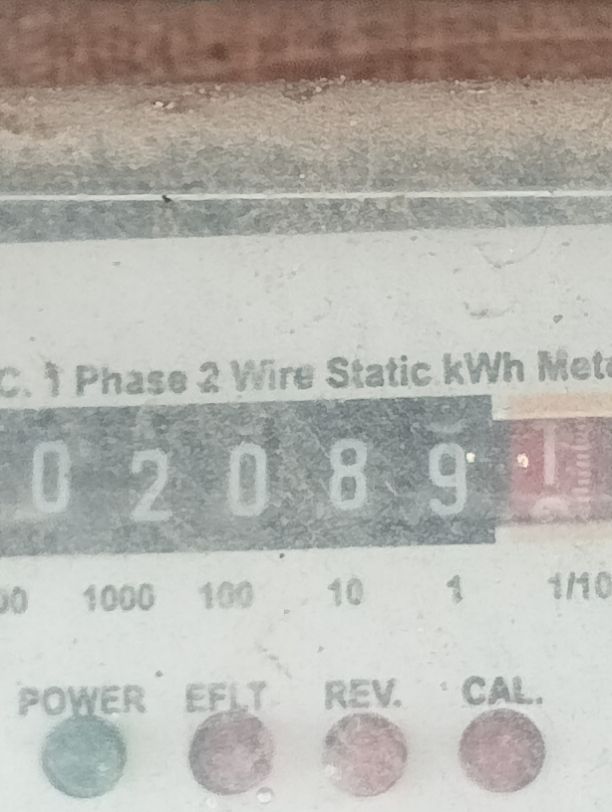 C. 1 Phase 2 Wire Static kWh Mete
0 2 0 8 9 1
00 1000 100 10 1 1/10
POWER EFLT REV. CAL.